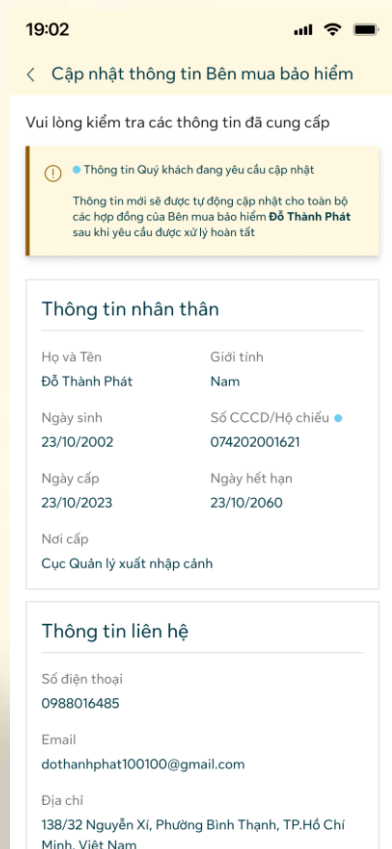 19:02
Cập nhật thông tin Bên mua bảo hiểm
Vui lòng kiểm tra các thông tin đã cung cấp
Thông tin Quý khách đang yêu cầu cập nhật
Thông tin mới sẽ được tự động cập nhật cho toàn bộ
các hợp đồng của Bên mua bảo hiểm Đỗ Thành Phát
sau khi yêu cầu được xử lý hoàn tất
Thông tin nhân thân
Họ và Tên Giới tính
Đỗ Thành Phát Nam
Ngày sinh Số CCCD/Hộ chiếu
23/10/2002 074202001621
Ngày cấp Ngày hết hạn
23/10/2023 23/10/2060
Nơi cấp
Cục Quản lý xuất nhập cảnh
Thông tin liên hệ
Số điện thoại
0988016485
Email
dothanhphat100100@gmail.com
Địa chỉ
138/32 Nguyễn Xí, Phường Bình Thạnh, TP.Hồ Chí
Minh, Việt Nam